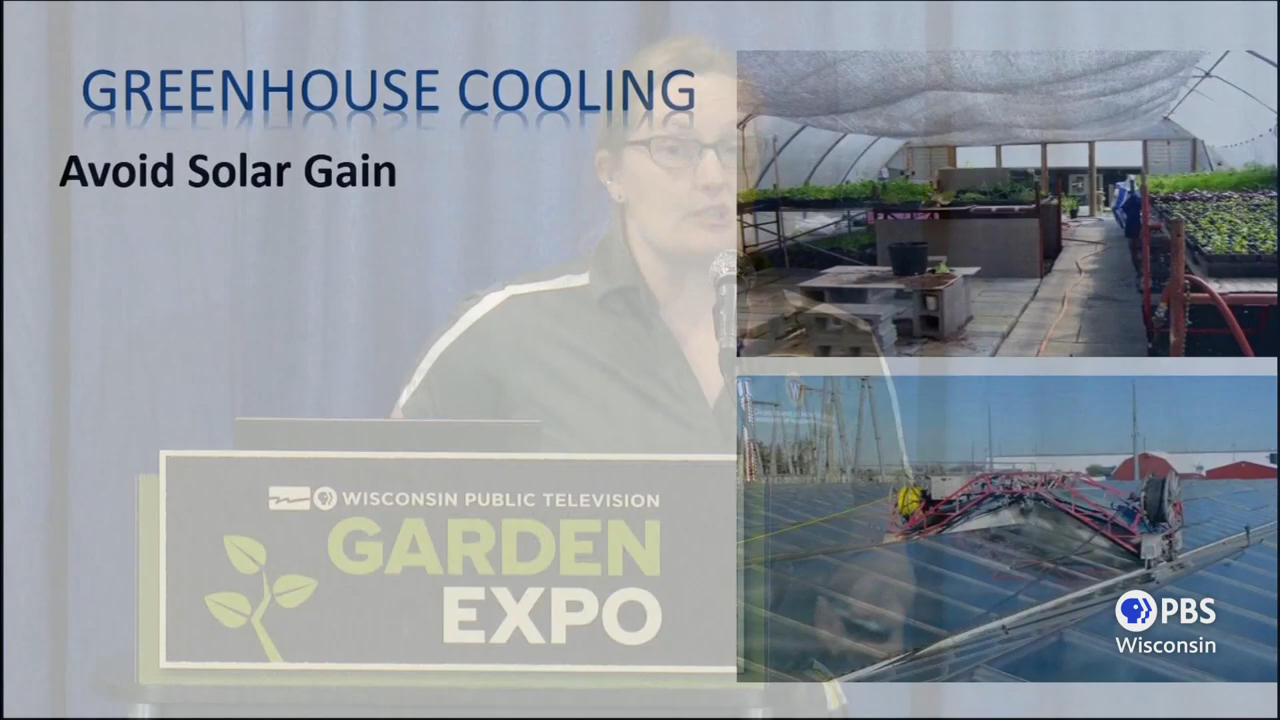 GREENHOUSE COOLING
Avoid Solar Gain
WISCONSIN PUBLIC TELEVISION
GARDEN
EXPO
PBS
Wisconsin